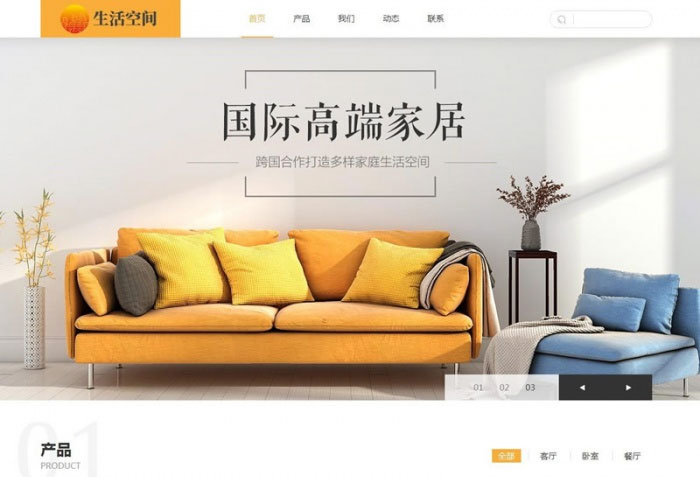 生活空间
首页 产品 我们 动态 联系
国际高端家居
跨国合作打造多样家庭生活空间
01 02 03
01
产品
PRODUCT
全部 客厅 卧室 餐厅